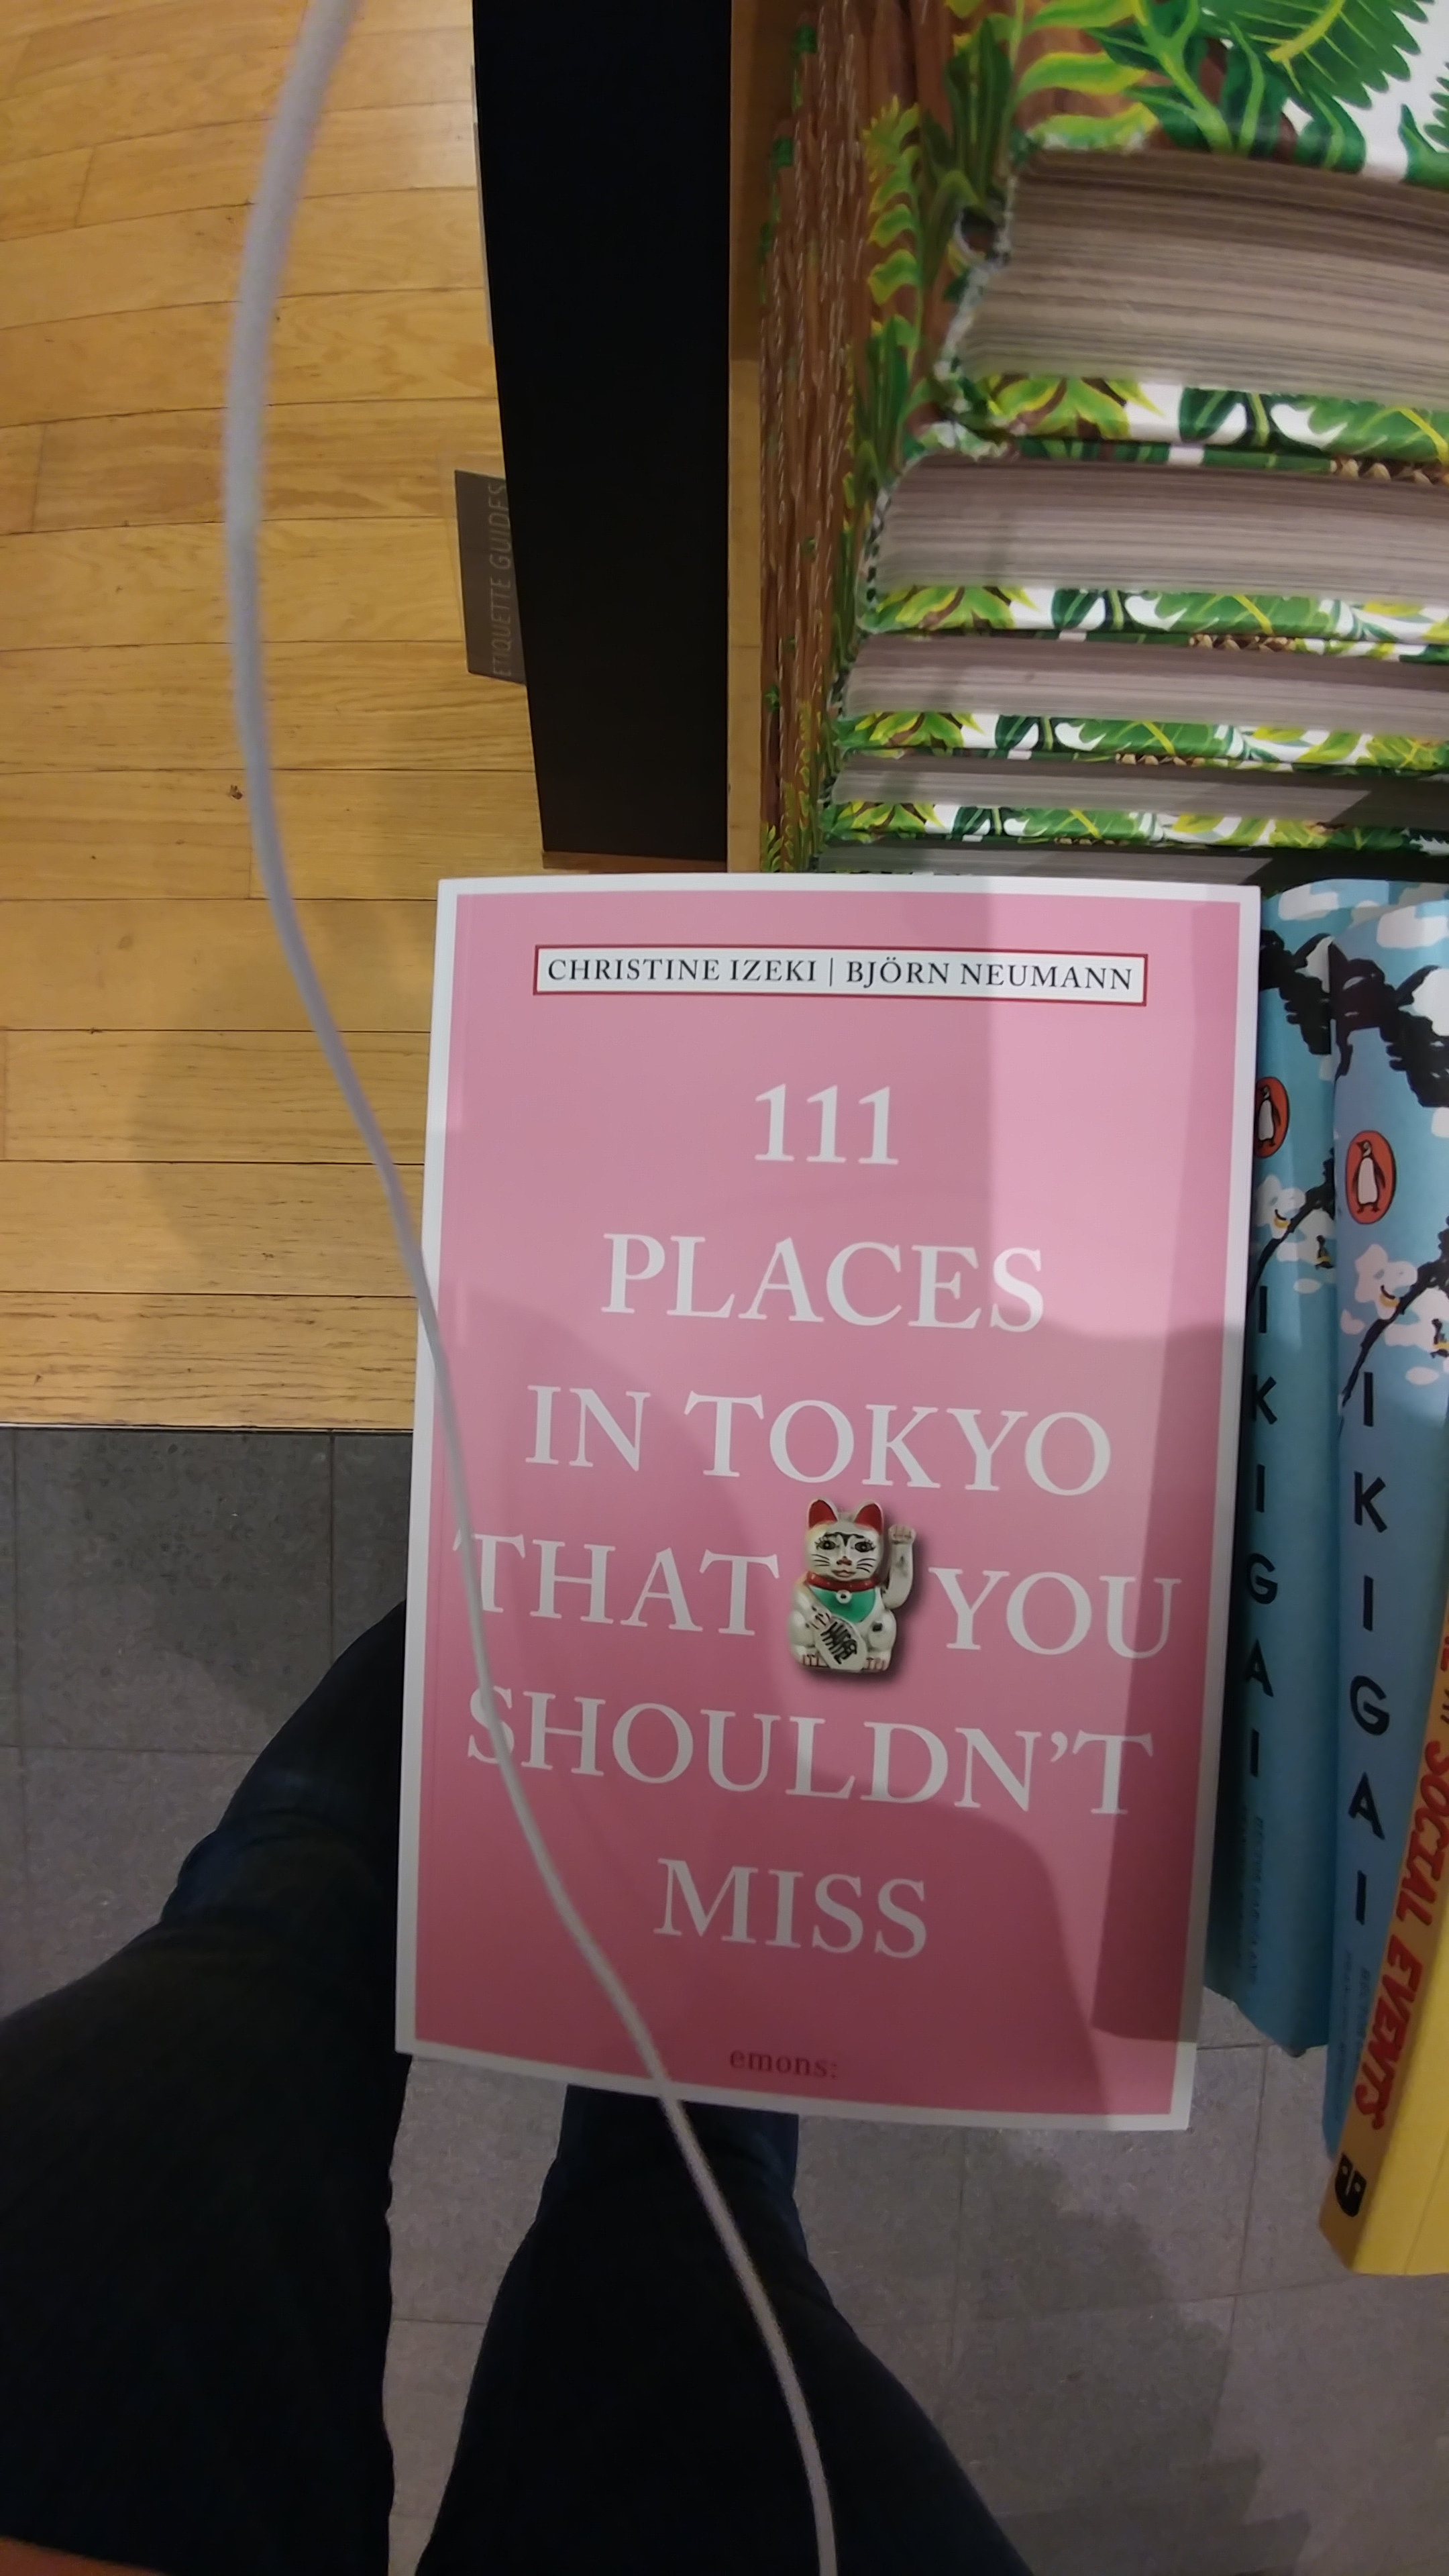 ETIQUETTE GUIDES
CHRISTINE IZEKI | BJÖRN NEUMANN
111
PLACES
IN TOKYO
THAT YOU
SHOULDN'T
MISS
emons:
IKIGAI
IKIGAI
SOCIAL EVENTS